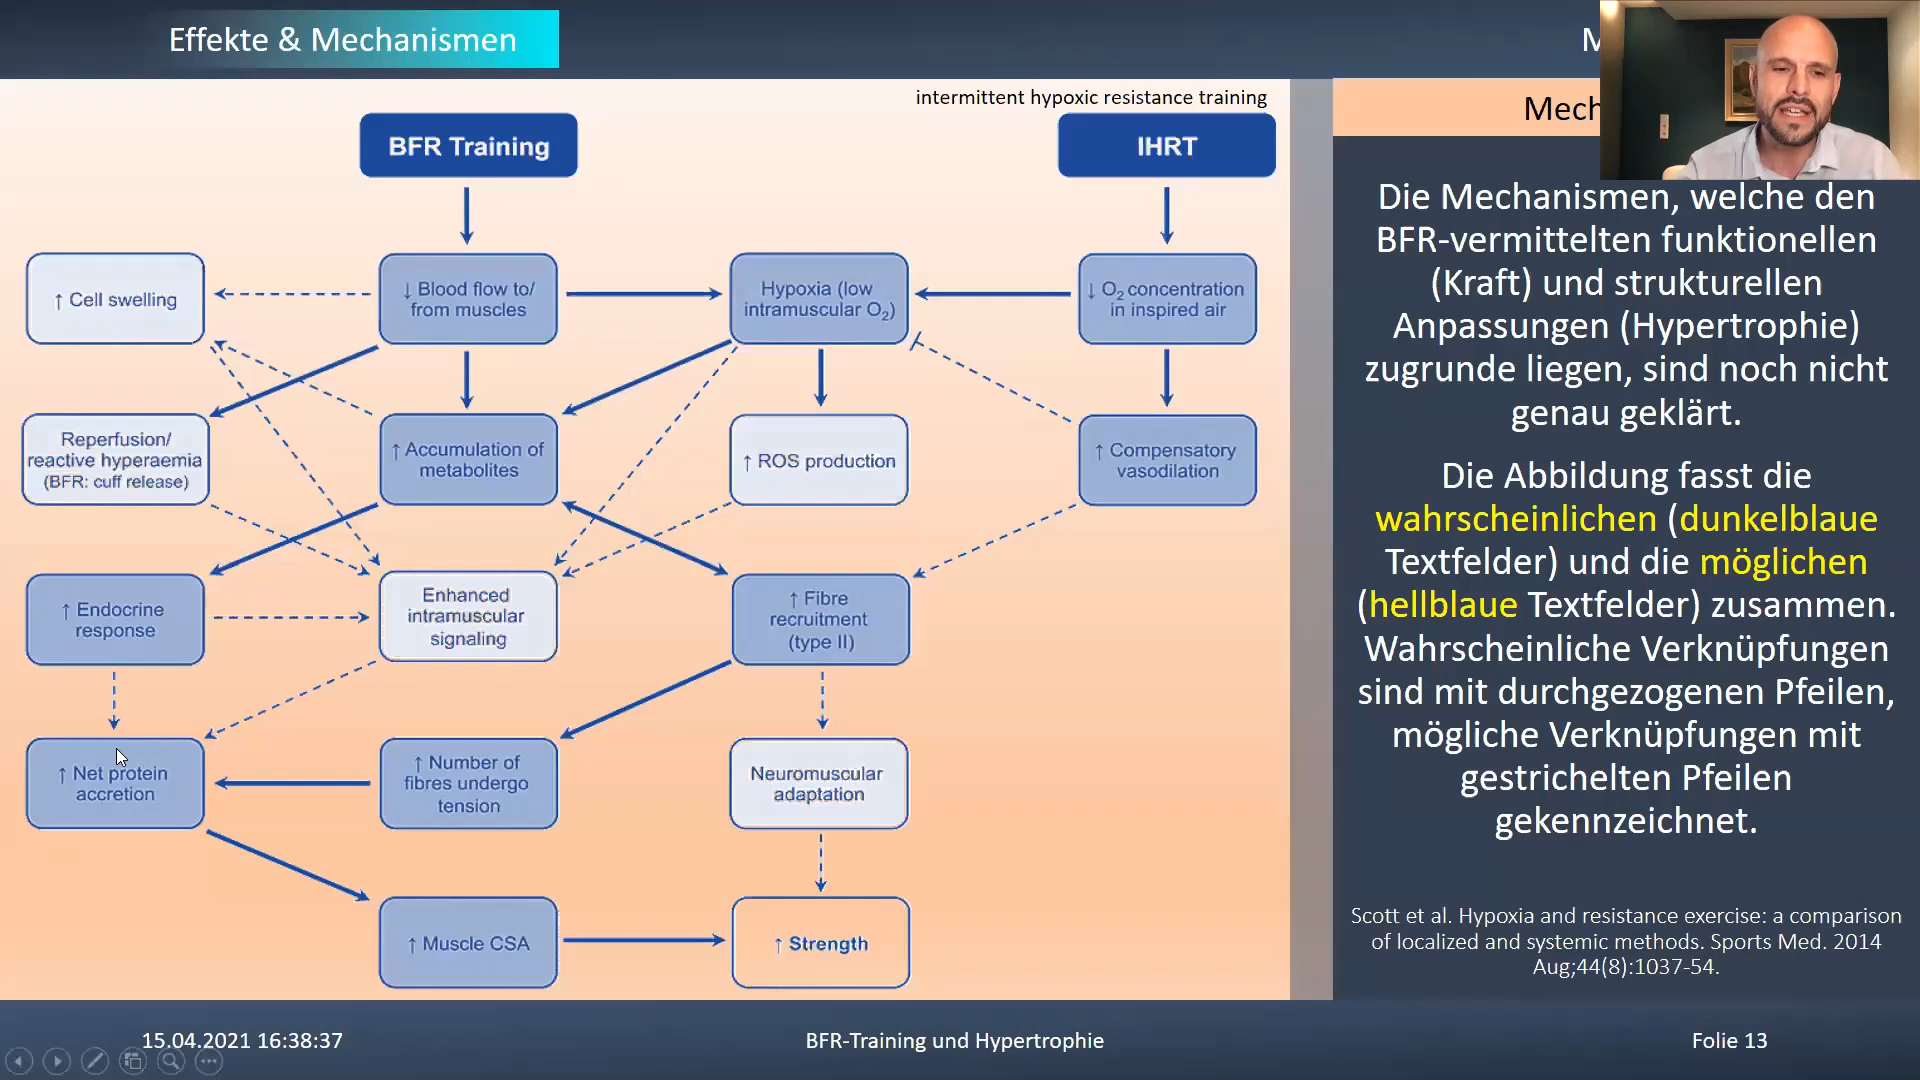 Effekte & Mechanismen
intermittent hypoxic resistance training
BFR Training
IHRT
↑ Cell swelling
↓ Blood flow to/
from muscles
Hypoxia (low
intramuscular O₂)
↓ O₂ concentration
in inspired air
Reperfusion/
reactive hyperaemia
(BFR: cuff release)
↑ Accumulation of
metabolites
↑ ROS production
↑ Compensatory
vasodilation
↑ Endocrine
response
Enhanced
intramuscular
signaling
↑ Fibre
recruitment
(type II)
↑ Net protein
accretion
↑ Number of
fibres undergo
tension
Neuromuscular
adaptation
↑ Muscle CSA
↑ Strength
Die Mechanismen, welche den
BFR-vermittelten funktionellen
(Kraft) und strukturellen
Anpassungen (Hypertrophie)
zugrunde liegen, sind noch nicht
genau geklärt.
Die Abbildung fasst die
wahrscheinlichen (dunkelblaue
Textfelder) und die möglichen
(hellblaue Textfelder) zusammen.
Wahrscheinliche Verknüpfungen
sind mit durchgezogenen Pfeilen,
mögliche Verknüpfungen mit
gestrichelten Pfeilen
gekennzeichnet.
Scott et al. Hypoxia and resistance exercise: a comparison
of localized and systemic methods. Sports Med. 2014
Aug;44(8):1037-54.
15.04.2021 16:38:37
BFR-Training und Hypertrophie
Folie 13